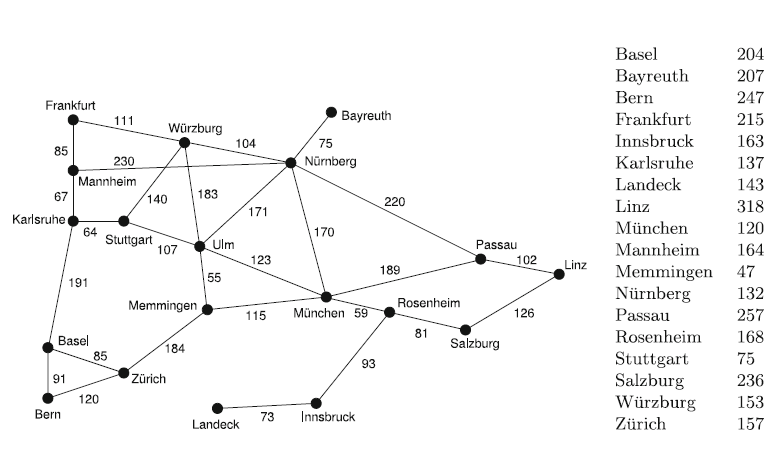 Frankfurt
111
Würzburg
104
Bayreuth
75
85
230
Nürnberg
Mannheim
67
140
183
171
220
Karlsruhe
64
Stuttgart
107
Ulm
123
170
Passau
102
Linz
191
55
189
Memmingen
115
München
59
Rosenheim
126
81
Salzburg
Basel
85
184
93
91
Zürich
120
Bern
73
Landeck
Innsbruck
Basel 204
Bayreuth 207
Bern 247
Frankfurt 215
Innsbruck 163
Karlsruhe 137
Landeck 143
Linz 318
München 120
Mannheim 164
Memmingen 47
Nürnberg 132
Passau 257
Rosenheim 168
Stuttgart 75
Salzburg 236
Würzburg 153
Zürich 157